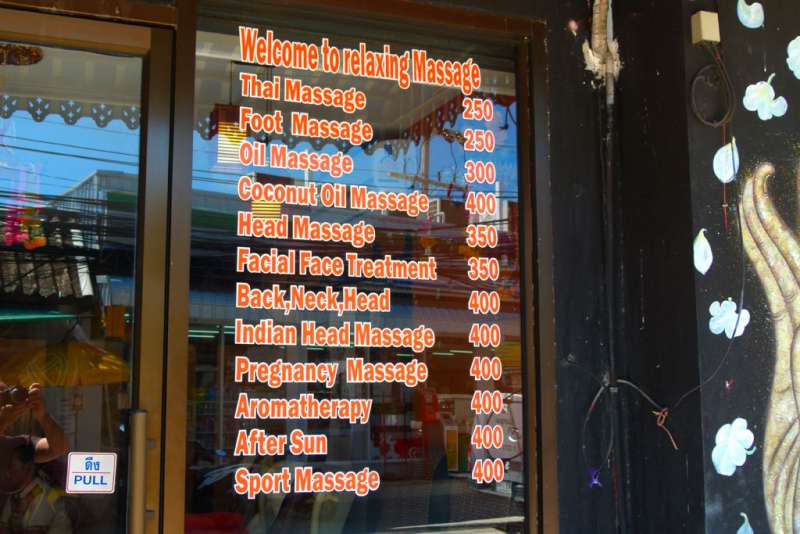 Welcome to relaxing Massage
Thai Massage 250
Foot Massage 250
Oil Massage 300
Coconut Oil Massage 400
Head Massage 350
Facial Face Treatment 350
Back,Neck,Head 400
Indian Head Massage 400
Pregnancy Massage 400
Aromatherapy 400
After Sun 400
Sport Massage 400
ดึง
PULL